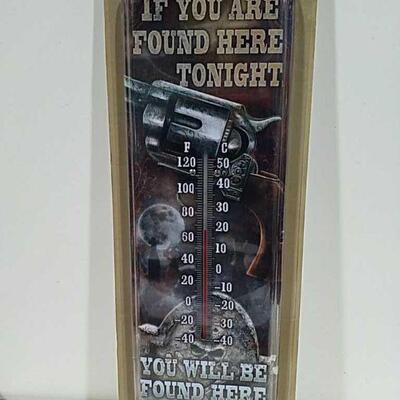 IF YOU ARE
FOUND HERE
TONIGHT
F C
120 50
100 40
80 30
60 20
40 10
20 0
0 -10
-20 -20
-40 -30
-40
YOU WILL BE
FOUND HERE